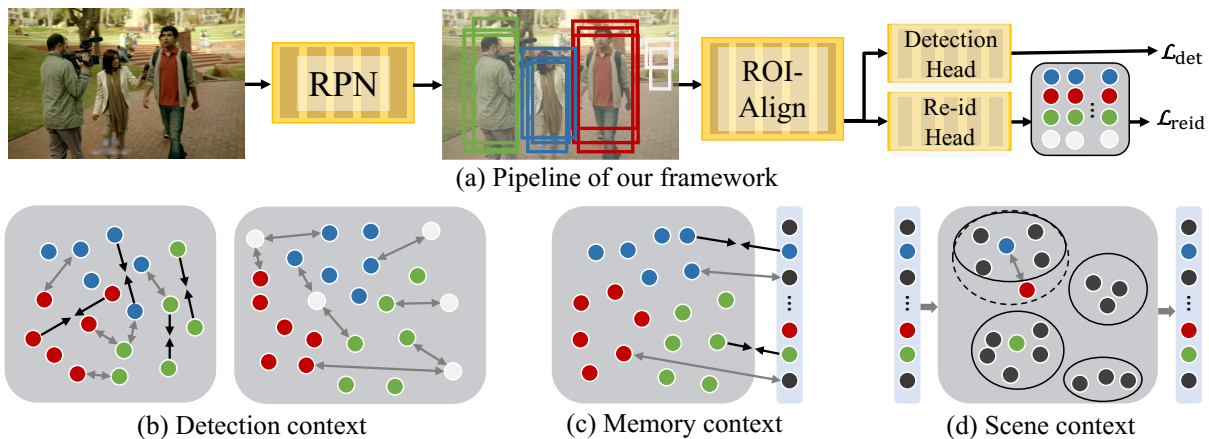 RPN
ROI-
Align
Detection
Head
Re-id
Head
ℒdet
ℒreid
(a) Pipeline of our framework
(b) Detection context
(c) Memory context
(d) Scene context